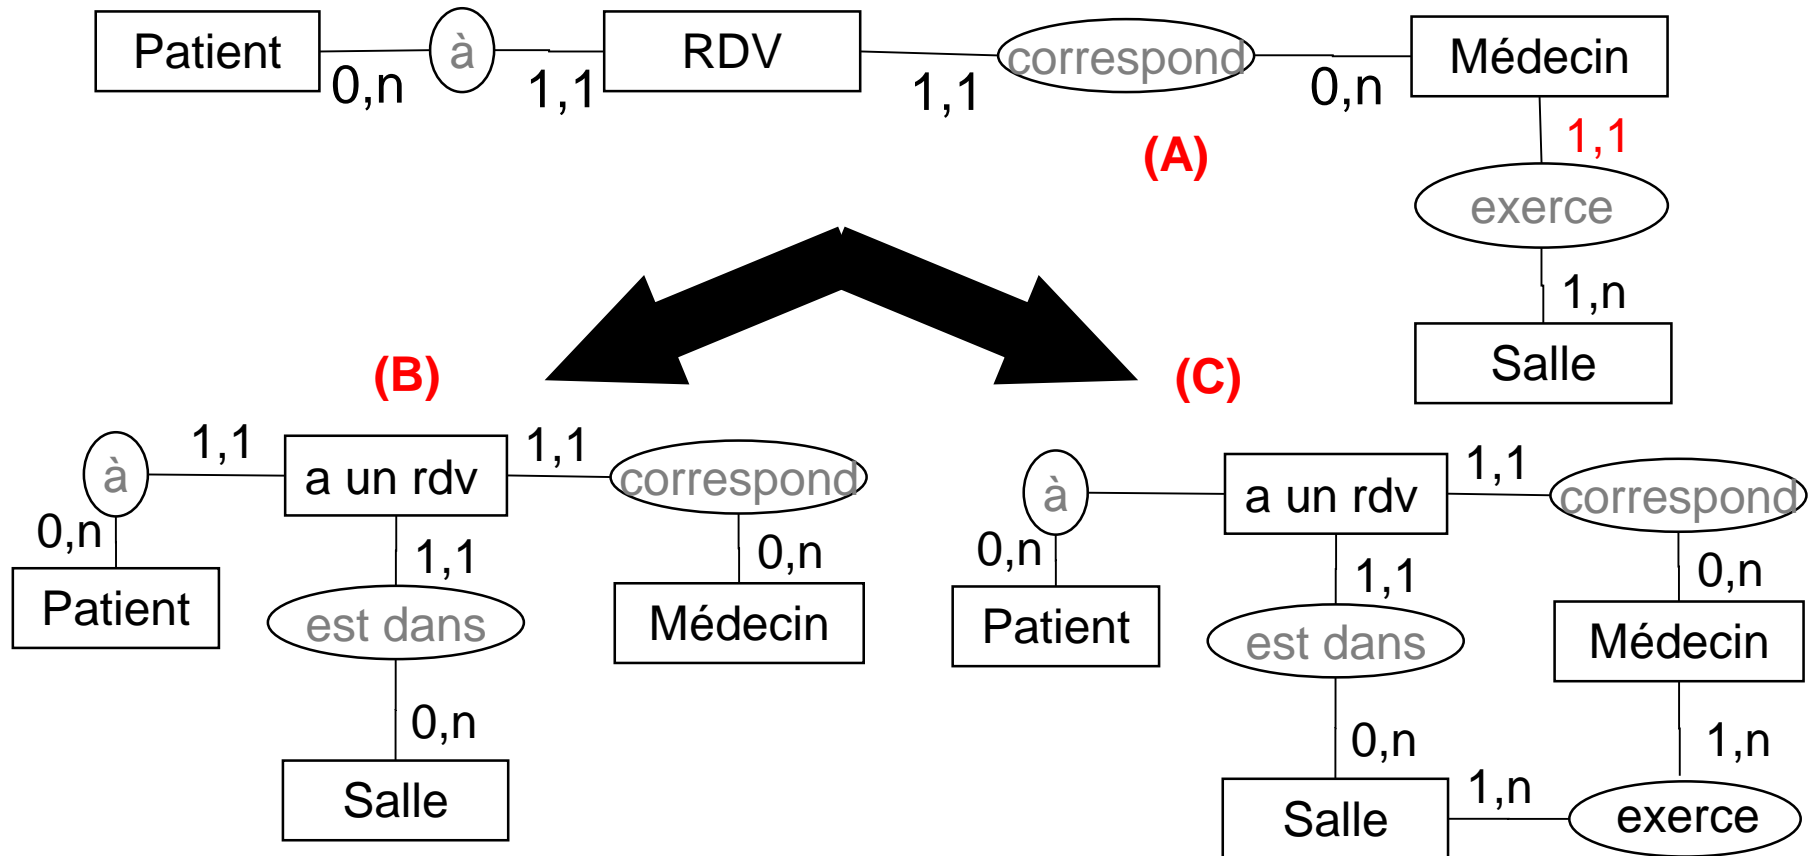 Patient à RDV correspond Médecin
0,n 1,1 1,1 0,n
(A) 1,1
exerce
1,n
Salle
(B)
à 1,1 a un rdv 1,1 correspond
0,n 1,1 0,n
Patient est dans Médecin
0,n
Salle
(C)
à a un rdv 1,1 correspond
0,n 1,1 0,n
Patient est dans Médecin
0,n 1,n
Salle 1,n exerce